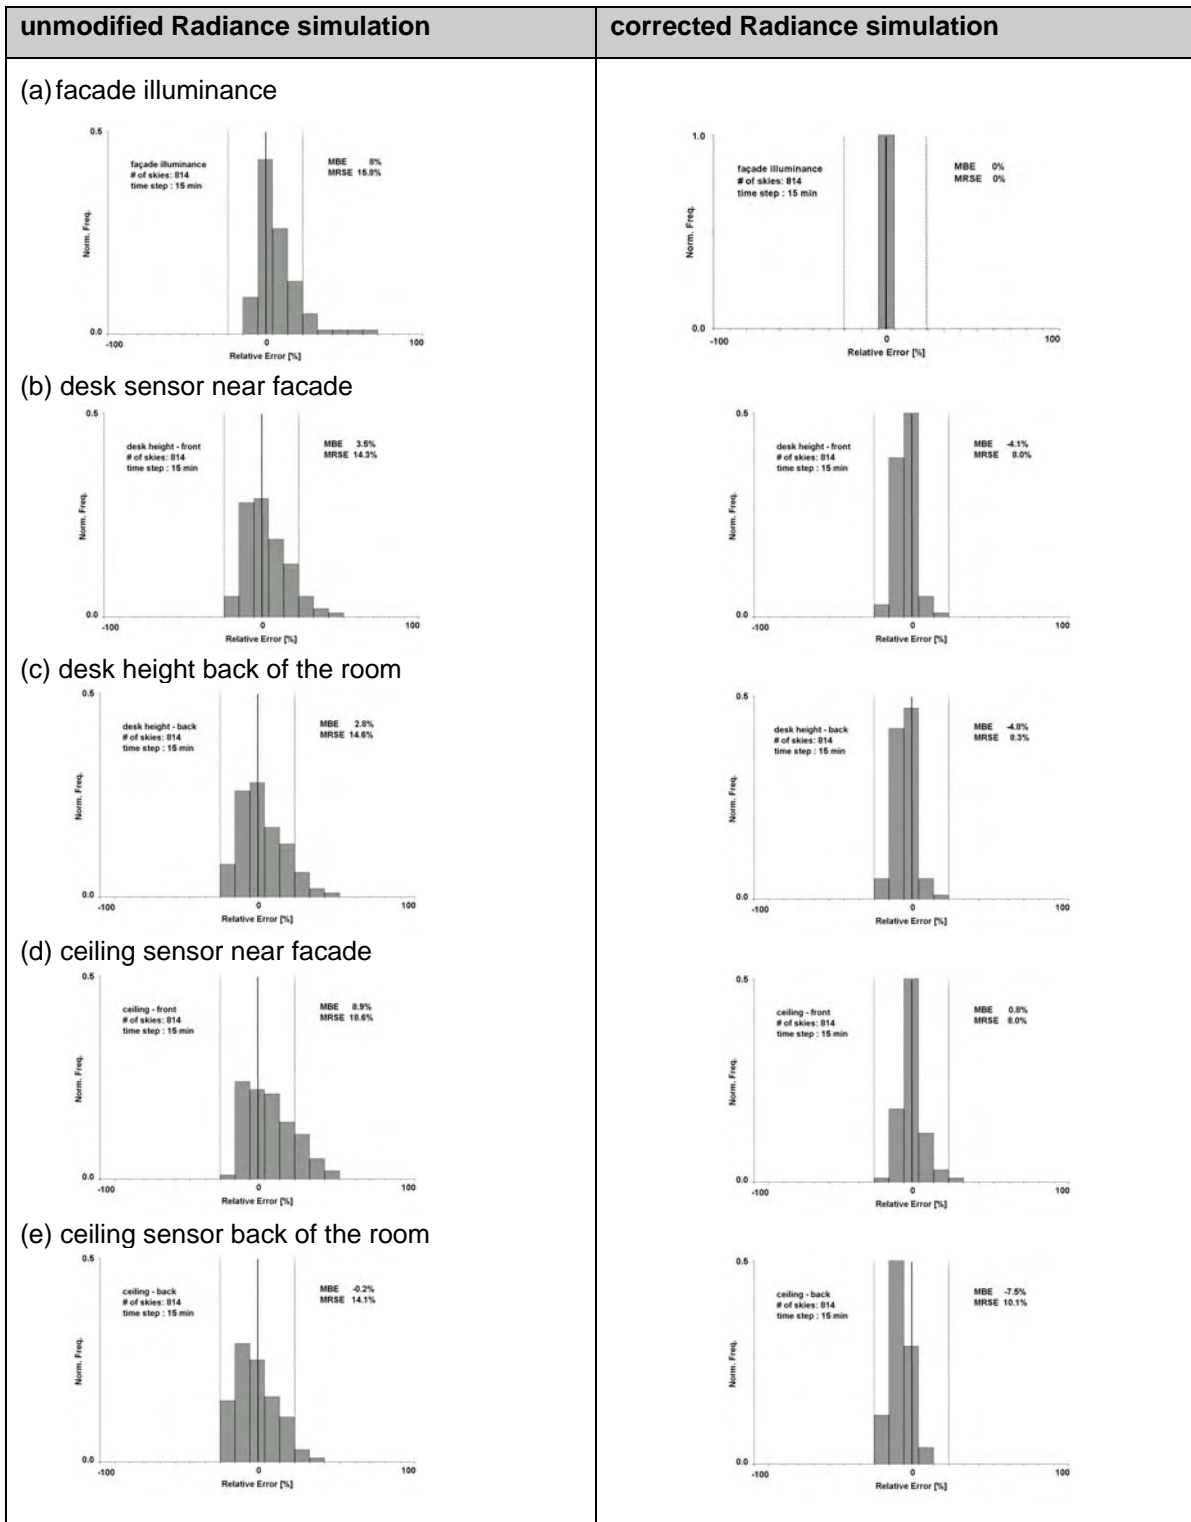 unmodified Radiance simulation
corrected Radiance simulation
(a) facade illuminance
0.5
façade illuminance
# of skies: 814
time step : 15 min
MBE 8%
MRSE 15.8%
Norm. Freq.
0.0
-100 0 100
Relative Error [%]
1.0
façade illuminance
# of skies: 814
time step : 15 min
MBE 0%
MRSE 0%
Norm. Freq.
0.0
-100 0 100
Relative Error [%]
(b) desk sensor near facade
0.5
desk height - front
# of skies: 814
time step : 15 min
MBE 3.5%
MRSE 14.3%
Norm. Freq.
0.0
-100 0 100
Relative Error [%]
0.5
desk height - front
# of skies: 814
time step : 15 min
MBE -4.1%
MRSE 8.0%
Norm. Freq.
0.0
-100 0 100
Relative Error [%]
(c) desk height back of the room
0.5
desk height - back
# of skies: 814
time step : 15 min
MBE 2.8%
MRSE 14.6%
Norm. Freq.
0.0
-100 0 100
Relative Error [%]
0.5
desk height - back
# of skies: 814
time step : 15 min
MBE -4.8%
MRSE 8.3%
Norm. Freq.
0.0
-100 0 100
Relative Error [%]
(d) ceiling sensor near facade
0.5
ceiling - front
# of skies: 814
time step : 15 min
MBE 8.9%
MRSE 18.6%
Norm. Freq.
0.0
-100 0 100
Relative Error [%]
0.5
ceiling - front
# of skies: 814
time step : 15 min
MBE 0.8%
MRSE 8.0%
Norm. Freq.
0.0
-100 0 100
Relative Error [%]
(e) ceiling sensor back of the room
0.5
ceiling - back
# of skies: 814
time step : 15 min
MBE -0.2%
MRSE 14.1%
Norm. Freq.
0.0
-100 0 100
Relative Error [%]
0.5
ceiling - back
# of skies: 814
time step : 15 min
MBE -7.5%
MRSE 10.1%
Norm. Freq.
0.0
-100 0 100
Relative Error [%]